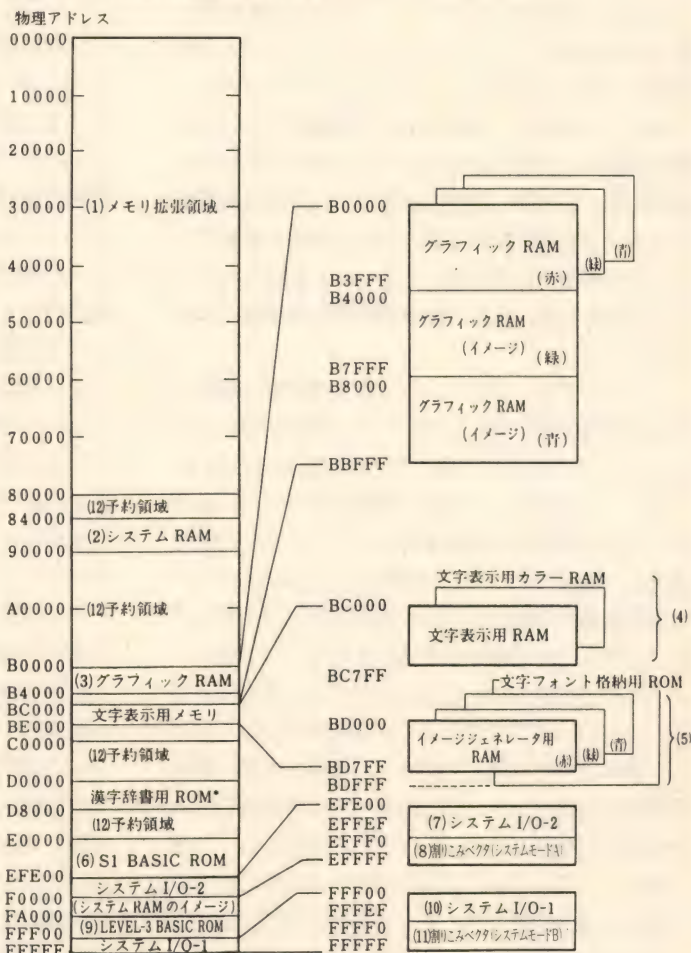 物理アドレス
00000
10000
20000
30000
(1)メモリ拡張領域
40000
50000
60000
70000
80000
(12)予約領域
84000
(2)システム RAM
90000
A0000
(12)予約領域
B0000
(3)グラフィック RAM
B4000
BC000
文字表示用メモリ
BE000
C0000
(12)予約領域
D0000
漢字辞書用 ROM*
D8000
(12)予約領域
E0000
(6) S1 BASIC ROM
EFE00
システム I/O-2
F0000
(システム RAM のイメージ)
FA000
(9) LEVEL-3 BASIC ROM
FFF00
システム I/O-1
FFFFF
B0000
グラフィック RAM
(赤)
(緑)
(青)
B3FFF
B4000
グラフィック RAM
(イメージ)
(緑)
B7FFF
B8000
グラフィック RAM
(イメージ)
(青)
BBFFF
文字表示用カラー RAM
BC000
文字表示用 RAM
(4)
BC7FF
文字フォント格納用 ROM
BD000
イメージジェネレータ用
RAM
(赤)
(緑)
(青)
(5)
BD7FF
BDFFF
EFE00
(7) システム I/O-2
EFFEF
EFFF0
(8)割りこみベクタ(システムモードA)
EFFFF
FFF00
(10) システム I/O-1
FFFEF
FFFF0
(11)割りこみベクタ(システムモードB)
FFFFF